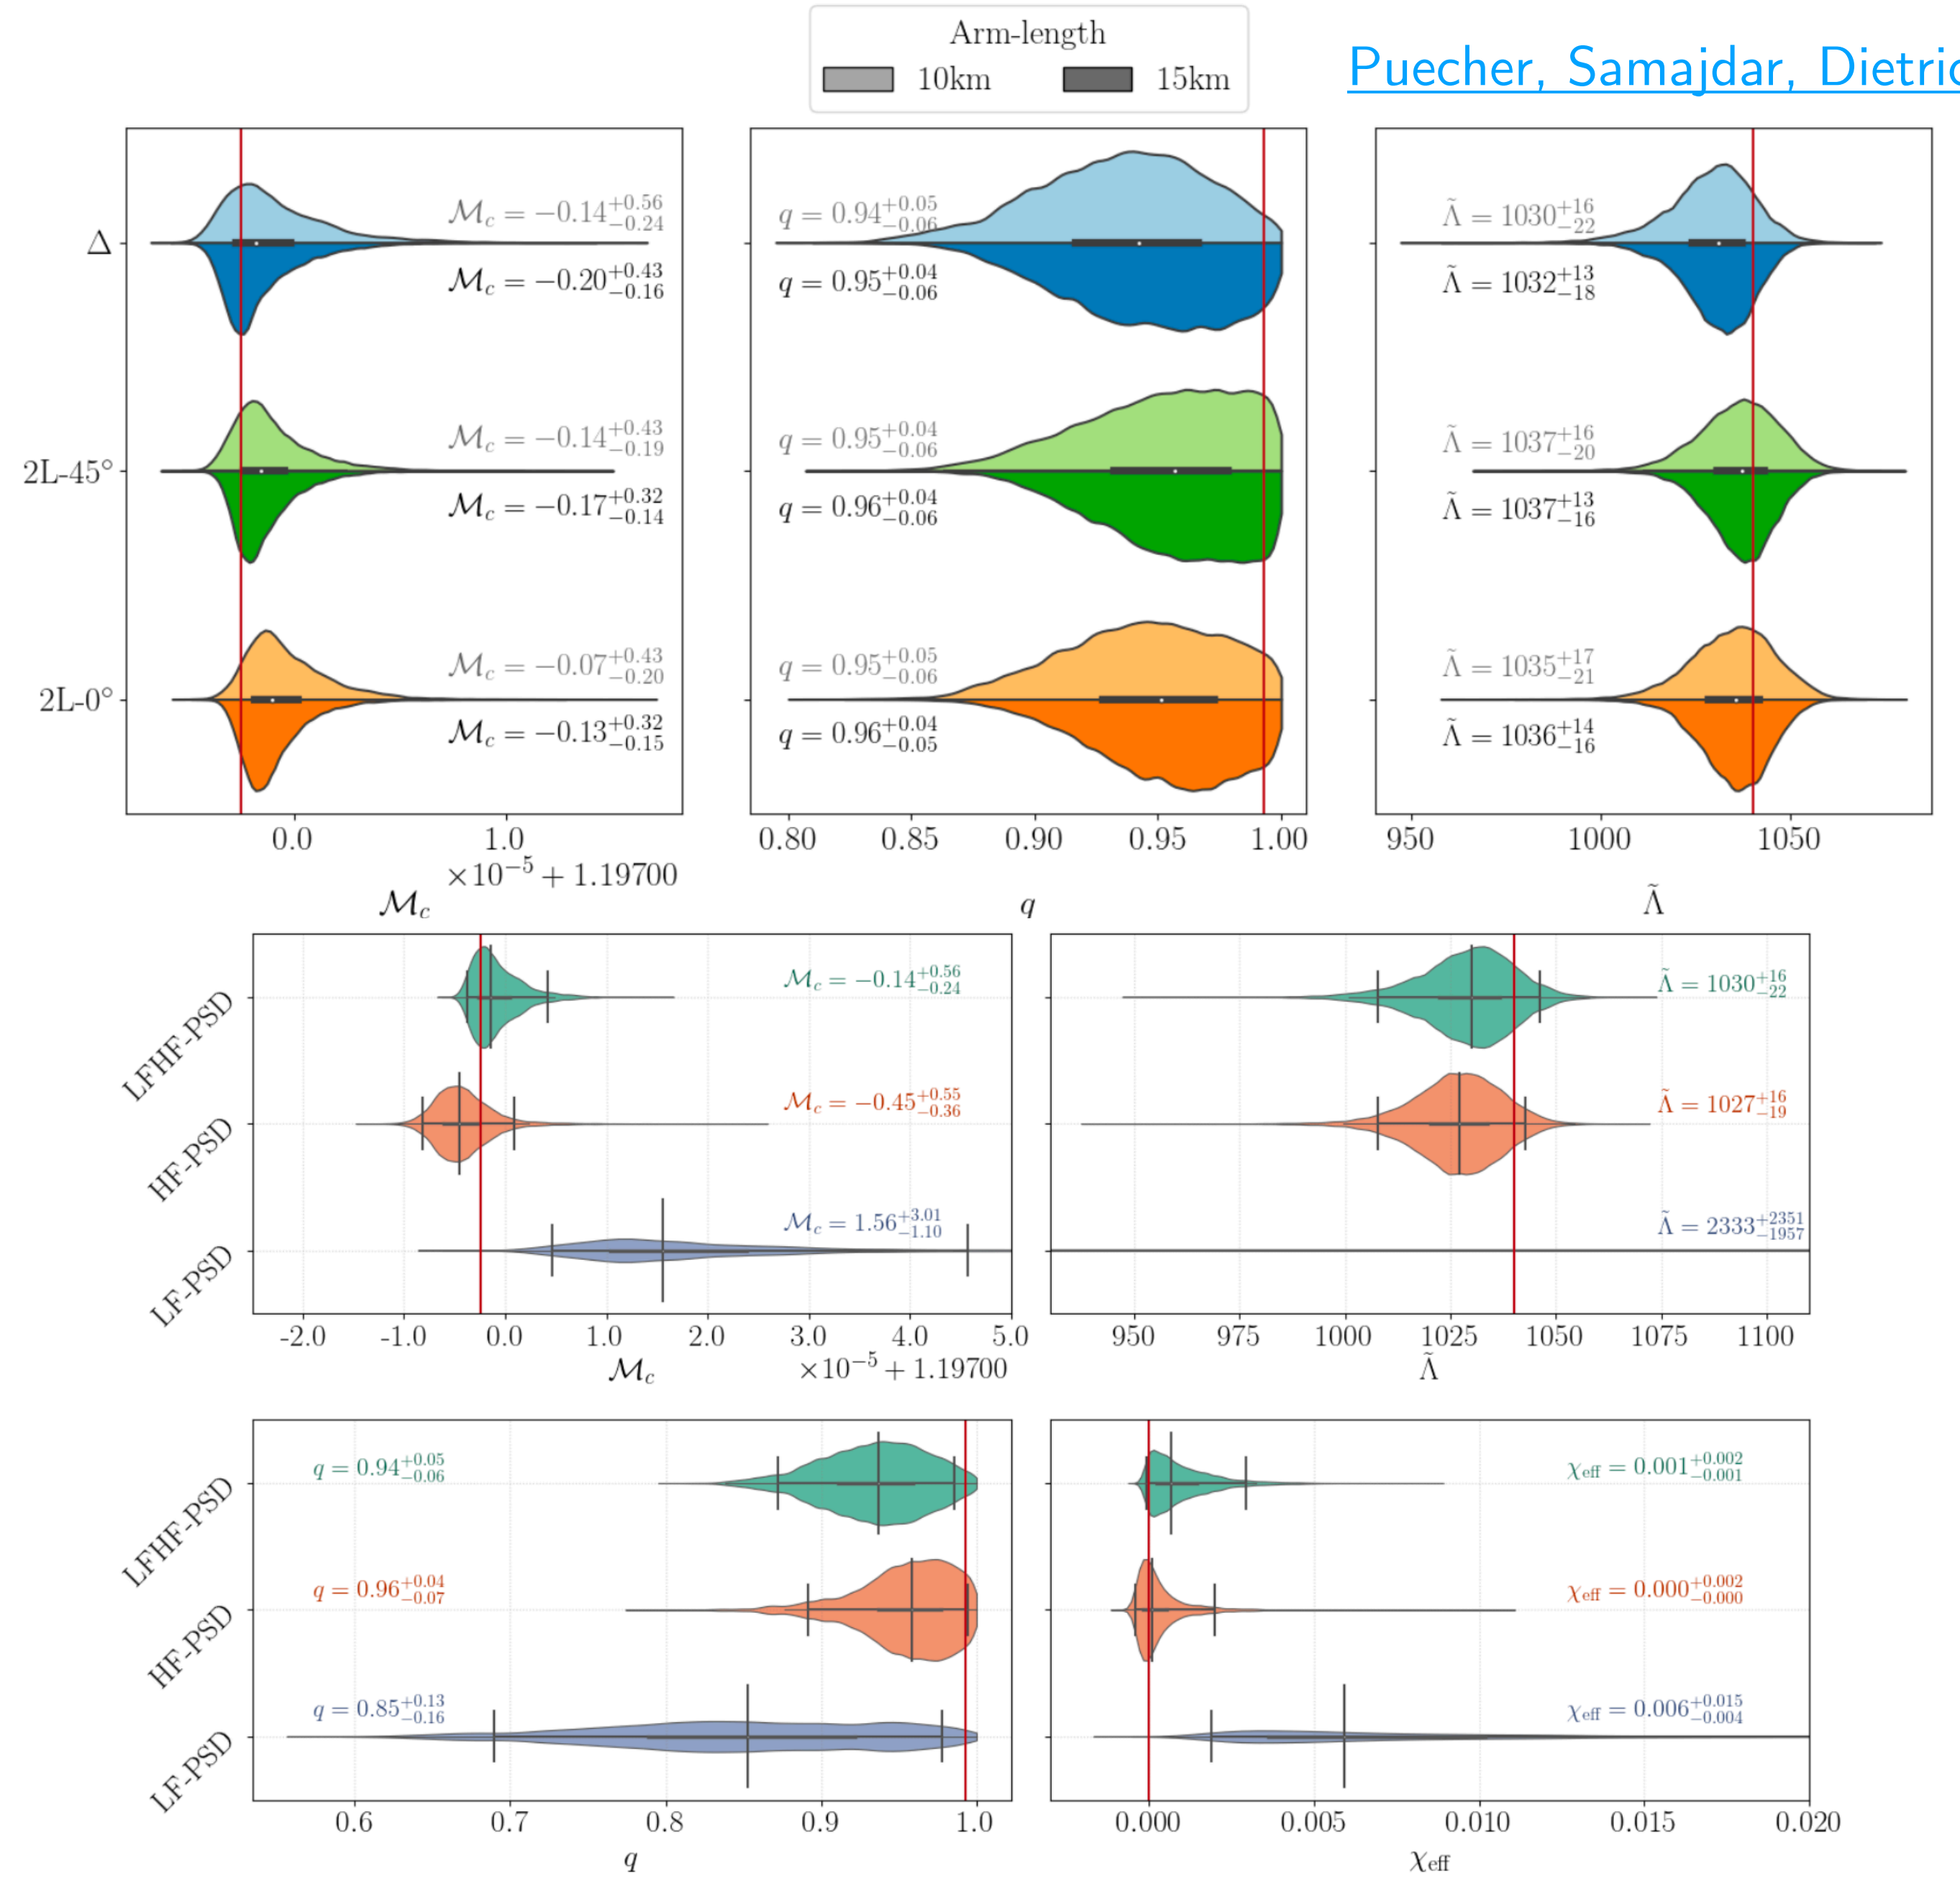 Arm-length
10km 15km
Puecher, Samajdar, Dietric
Δ
ℳc = −0.14 +0.56 −0.24
ℳc = −0.20 +0.43 −0.16
q = 0.94 +0.05 −0.06
q = 0.95 +0.04 −0.06
Λ̃ = 1030 +16 −22
Λ̃ = 1032 +13 −18
2L-45°
ℳc = −0.14 +0.43 −0.19
ℳc = −0.17 +0.32 −0.14
q = 0.95 +0.04 −0.06
q = 0.96 +0.04 −0.06
Λ̃ = 1037 +16 −20
Λ̃ = 1037 +13 −16
2L-0°
ℳc = −0.07 +0.43 −0.20
ℳc = −0.13 +0.32 −0.15
q = 0.95 +0.05 −0.06
q = 0.96 +0.04 −0.05
Λ̃ = 1035 +17 −21
Λ̃ = 1036 +14 −16
0.0 1.0
×10⁻⁵ + 1.19700
ℳc
0.80 0.85 0.90 0.95 1.00
q
950 1000 1050
Λ̃
LFHF-PSD
ℳc = −0.14 +0.56 −0.24
Λ̃ = 1030 +16 −22
HF-PSD
ℳc = −0.45 +0.55 −0.36
Λ̃ = 1027 +16 −19
LF-PSD
ℳc = 1.56 +3.01 −1.10
Λ̃ = 2333 +2351 −1957
-2.0 -1.0 0.0 1.0 2.0 3.0 4.0 5.0
ℳc
×10⁻⁵ + 1.19700
950 975 1000 1025 1050 1075 1100
Λ̃
LFHF-PSD
q = 0.94 +0.05 −0.06
χeff = 0.001 +0.002 −0.001
HF-PSD
q = 0.96 +0.04 −0.07
χeff = 0.000 +0.002 −0.000
LF-PSD
q = 0.85 +0.13 −0.16
χeff = 0.006 +0.015 −0.004
0.6 0.7 0.8 0.9 1.0
q
0.000 0.005 0.010 0.015 0.020
χeff